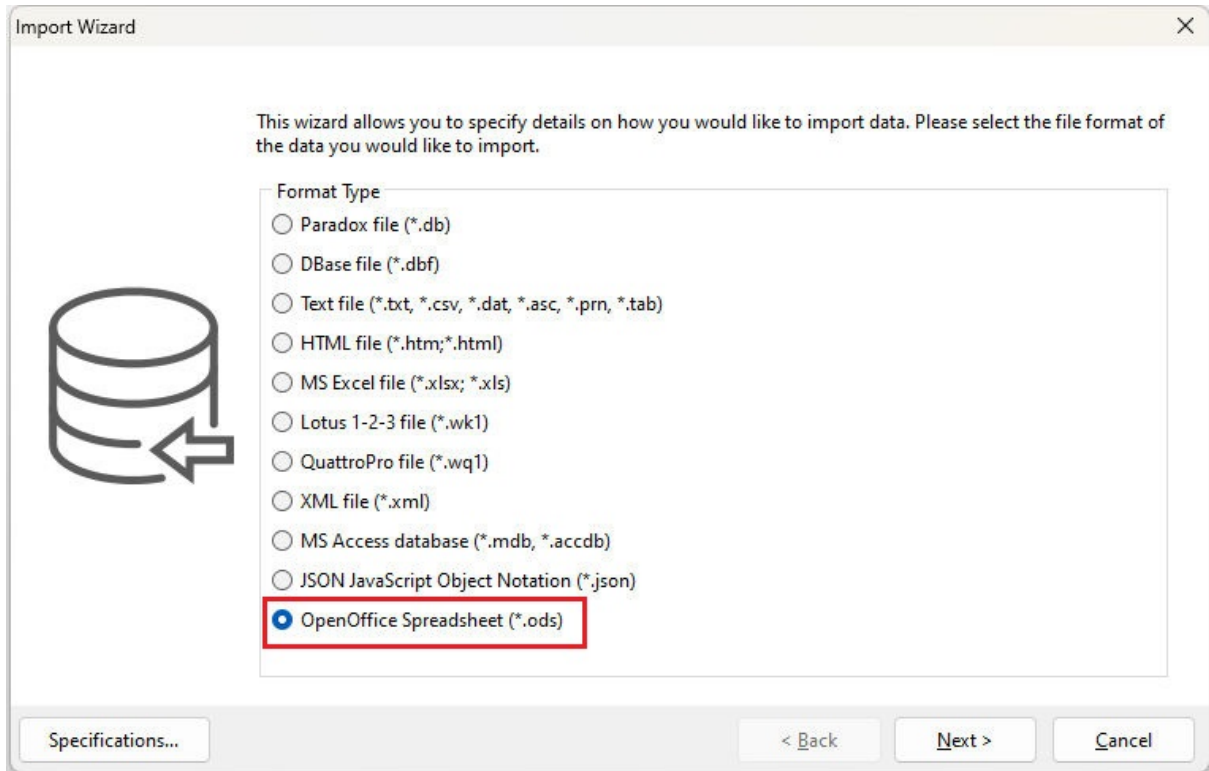 Import Wizard
This wizard allows you to specify details on how you would like to import data. Please select the file format of
the data you would like to import.
Format Type
Paradox file (*.db)
DBase file (*.dbf)
Text file (*.txt, *.csv, *.dat, *.asc, *.prn, *.tab)
HTML file (*.htm;*.html)
MS Excel file (*.xlsx; *.xls)
Lotus 1-2-3 file (*.wk1)
QuattroPro file (*.wq1)
XML file (*.xml)
MS Access database (*.mdb, *.accdb)
JSON JavaScript Object Notation (*.json)
OpenOffice Spreadsheet (*.ods)
Specifications...
< Back
Next >
Cancel